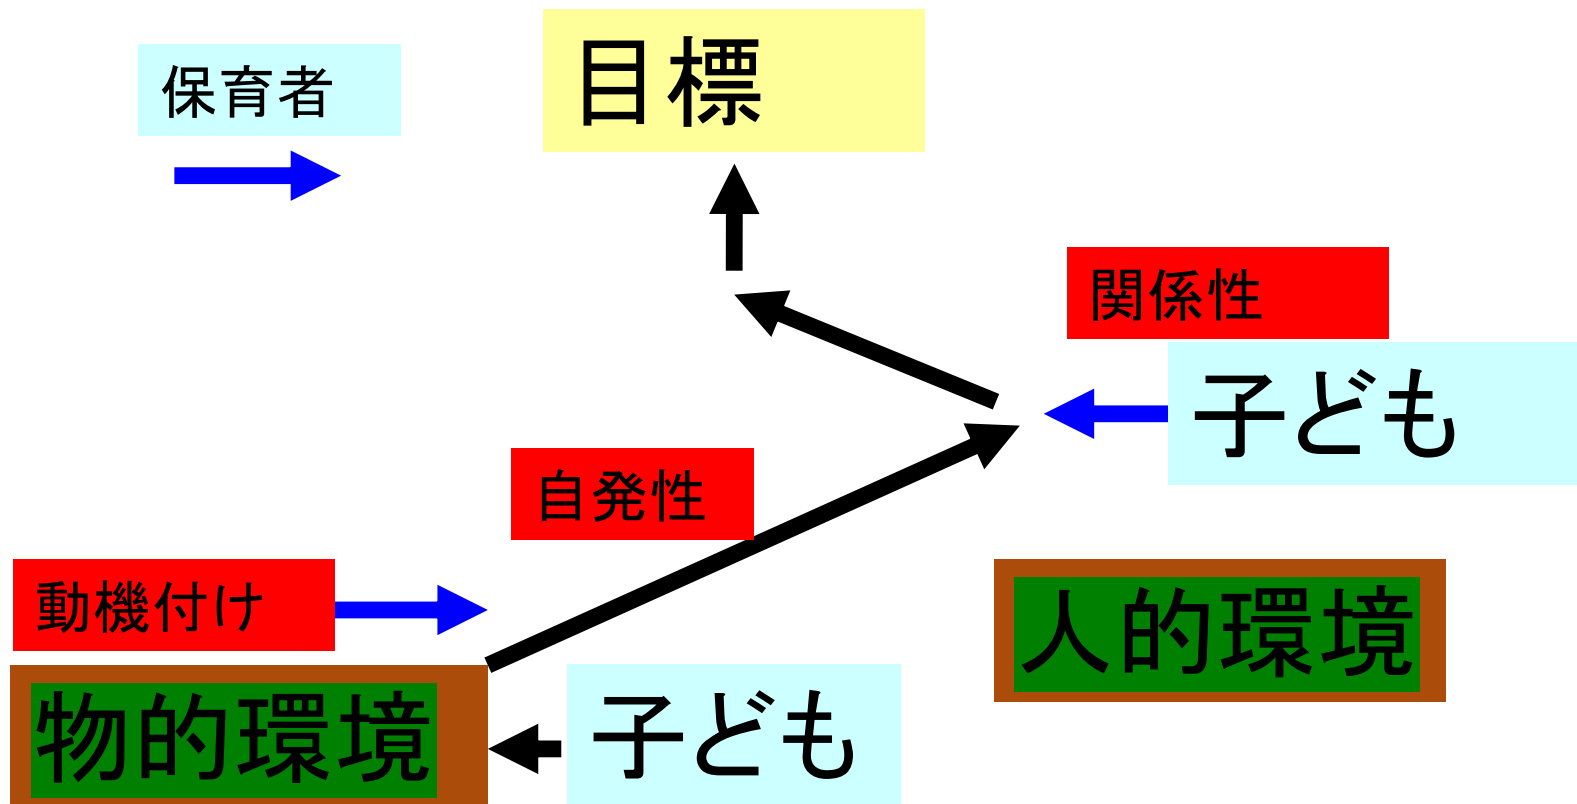 保育者
目標
関係性
子ども
自発性
動機付け
人的環境
物的環境
子ども